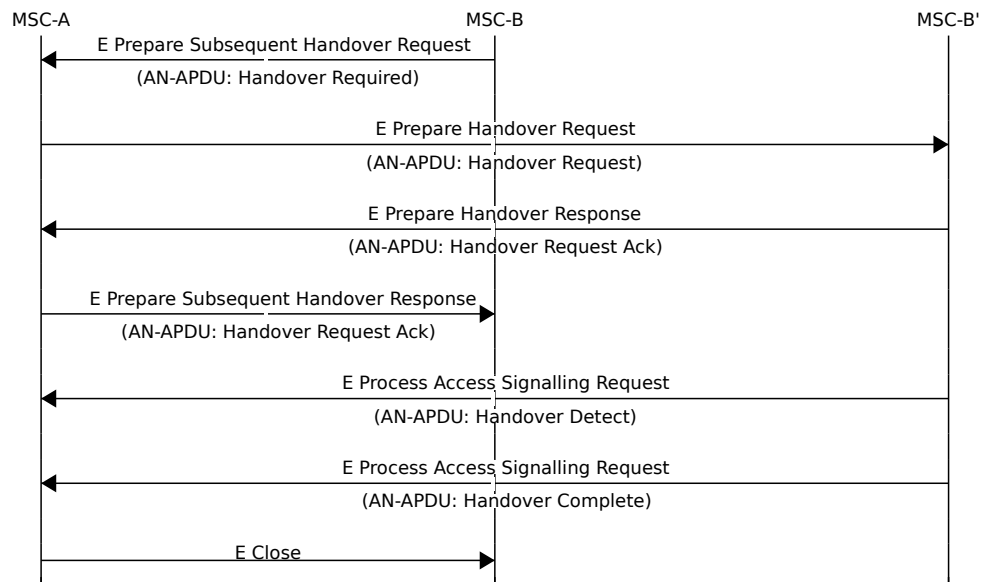 MSC-A
MSC-B
MSC-B'
E Prepare Subsequent Handover Request
(AN-APDU: Handover Required)
E Prepare Handover Request
(AN-APDU: Handover Request)
E Prepare Handover Response
(AN-APDU: Handover Request Ack)
E Prepare Subsequent Handover Response
(AN-APDU: Handover Request Ack)
E Process Access Signalling Request
(AN-APDU: Handover Detect)
E Process Access Signalling Request
(AN-APDU: Handover Complete)
E Close